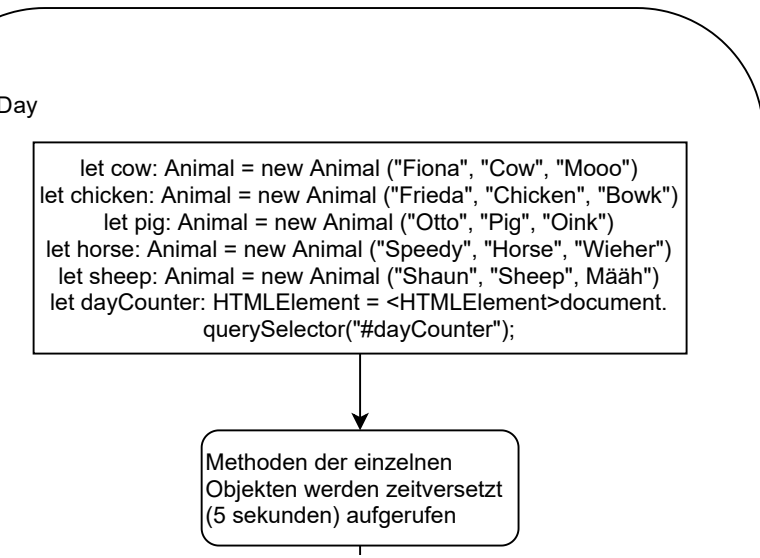 Day
let cow: Animal = new Animal ("Fiona", "Cow", "Mooo")
let chicken: Animal = new Animal ("Frieda", "Chicken", "Bowk")
let pig: Animal = new Animal ("Otto", "Pig", "Oink")
let horse: Animal = new Animal ("Speedy", "Horse", "Wieher")
let sheep: Animal = new Animal ("Shaun", "Sheep", Määh")
let dayCounter: HTMLElement = <HTMLElement>document.
querySelector("#dayCounter");
Methoden der einzelnen
Objekten werden zeitversetzt
(5 sekunden) aufgerufen